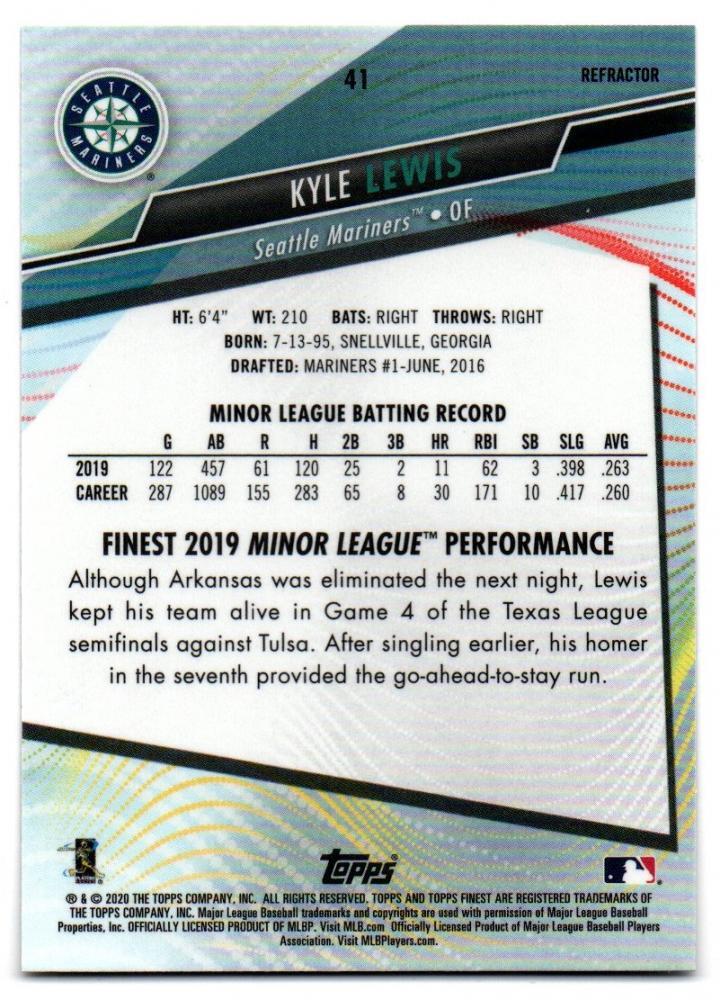 41
REFRACTOR
SEATTLE
MARINERS
®
KYLE LEWIS
Seattle Mariners™ • OF
HT: 6'4" WT: 210 BATS: RIGHT THROWS: RIGHT
BORN: 7-13-95, SNELLVILLE, GEORGIA
DRAFTED: MARINERS #1-JUNE, 2016
MINOR LEAGUE BATTING RECORD
G AB R H 2B 3B HR RBI SB SLG AVG
2019 122 457 61 120 25 2 11 62 3 .398 .263
CAREER 287 1089 155 283 65 8 30 171 10 .417 .260
FINEST 2019 MINOR LEAGUE™ PERFORMANCE
Although Arkansas was eliminated the next night, Lewis
kept his team alive in Game 4 of the Texas League
semifinals against Tulsa. After singling earlier, his homer
in the seventh provided the go-ahead-to-stay run.
topps
® & © 2020 THE TOPPS COMPANY, INC. ALL RIGHTS RESERVED. TOPPS AND TOPPS FINEST ARE REGISTERED TRADEMARKS OF
THE TOPPS COMPANY, INC. Major League Baseball trademarks and copyrights are used with permission of Major League Baseball
Properties, Inc. OFFICIALLY LICENSED PRODUCT OF MLBP. Visit MLB.com Officially Licensed Product of Major League Baseball Players
Association. Visit MLBPlayers.com.